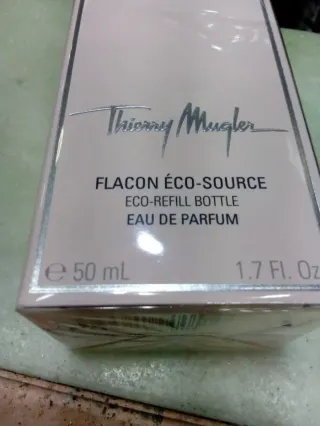 Thierry Mugler
FLACON ÉCO-SOURCE
ECO-REFILL BOTTLE
EAU DE PARFUM
℮ 50 mL 1.7 Fl. Oz